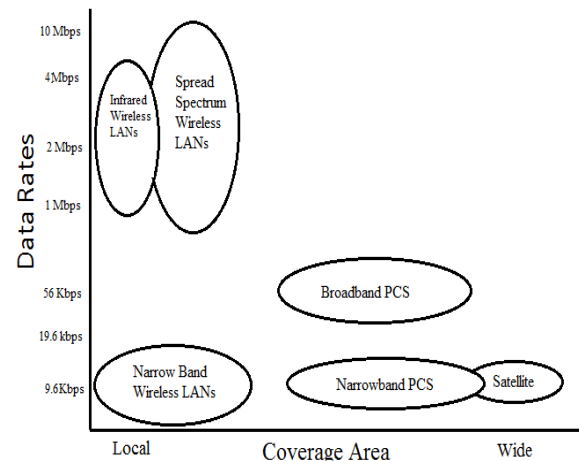 10 Mbps
4Mbps
2 Mbps
1 Mbps
56 Kbps
19.6 kbps
9.6Kbps
Data Rates
Infrared
Wireless
LANs
Spread
Spectrum
Wireless
LANs
Broadband PCS
Narrow Band
Wireless LANs
Narrowband PCS
Satellite
Local
Coverage Area
Wide